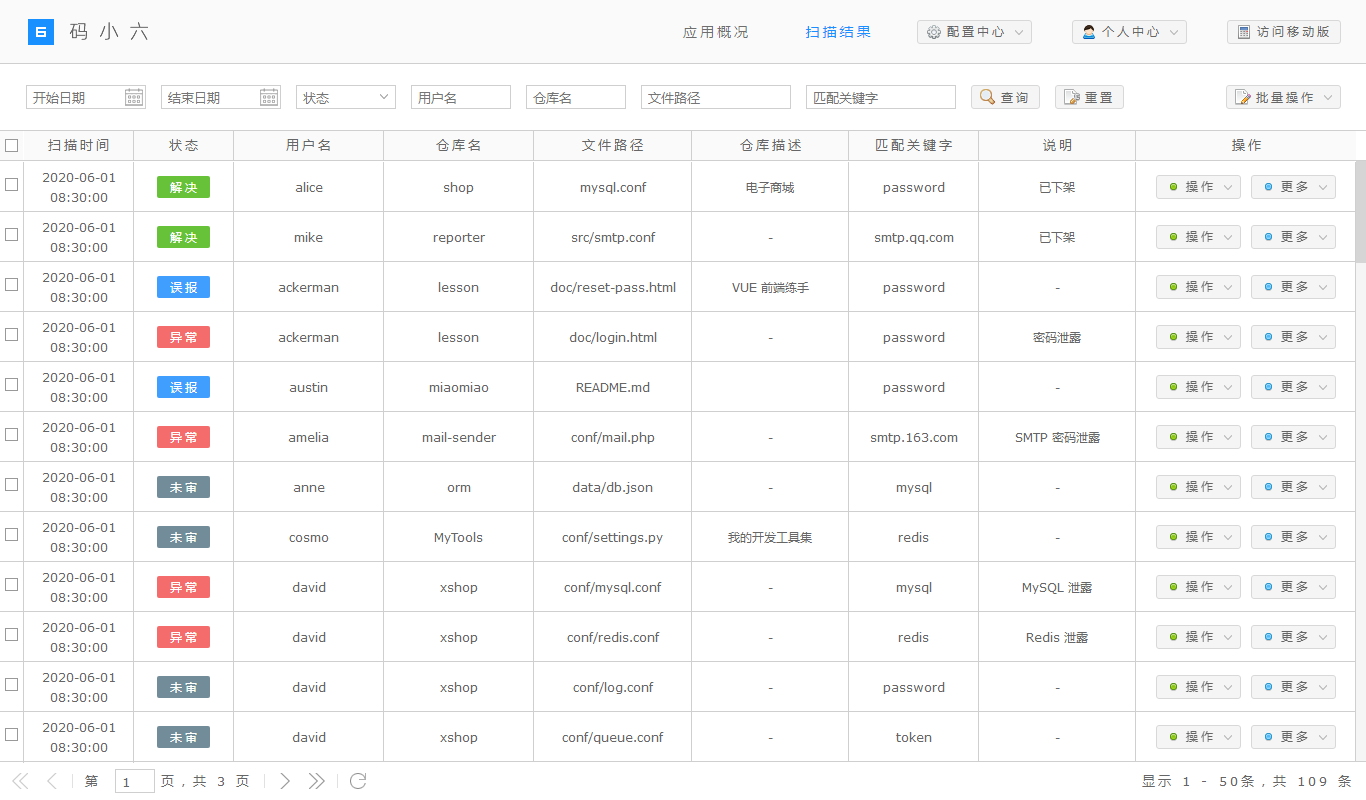 6 码小六 应用概况 扫描结果 配置中心 个人中心 访问移动版
开始日期 结束日期 状态 用户名 仓库名 文件路径 匹配关键字 查询 重置 批量操作
扫描时间 状态 用户名 仓库名 文件路径 仓库描述 匹配关键字 说明 操作
2020-06-01 08:30:00 解决 alice shop mysql.conf 电子商城 password 已下架 操作 更多
2020-06-01 08:30:00 解决 mike reporter src/smtp.conf - smtp.qq.com 已下架 操作 更多
2020-06-01 08:30:00 误报 ackerman lesson doc/reset-pass.html VUE 前端练手 password - 操作 更多
2020-06-01 08:30:00 异常 ackerman lesson doc/login.html - password 密码泄露 操作 更多
2020-06-01 08:30:00 误报 austin miaomiao README.md password - 操作 更多
2020-06-01 08:30:00 异常 amelia mail-sender conf/mail.php - smtp.163.com SMTP 密码泄露 操作 更多
2020-06-01 08:30:00 未审 anne orm data/db.json - mysql - 操作 更多
2020-06-01 08:30:00 未审 cosmo MyTools conf/settings.py 我的开发工具集 redis - 操作 更多
2020-06-01 08:30:00 异常 david xshop conf/mysql.conf - mysql MySQL 泄露 操作 更多
2020-06-01 08:30:00 异常 david xshop conf/redis.conf - redis Redis 泄露 操作 更多
2020-06-01 08:30:00 未审 david xshop conf/log.conf - password - 操作 更多
2020-06-01 08:30:00 未审 david xshop conf/queue.conf - token - 操作 更多
第 1 页，共 3 页 显示 1 - 50条，共 109 条